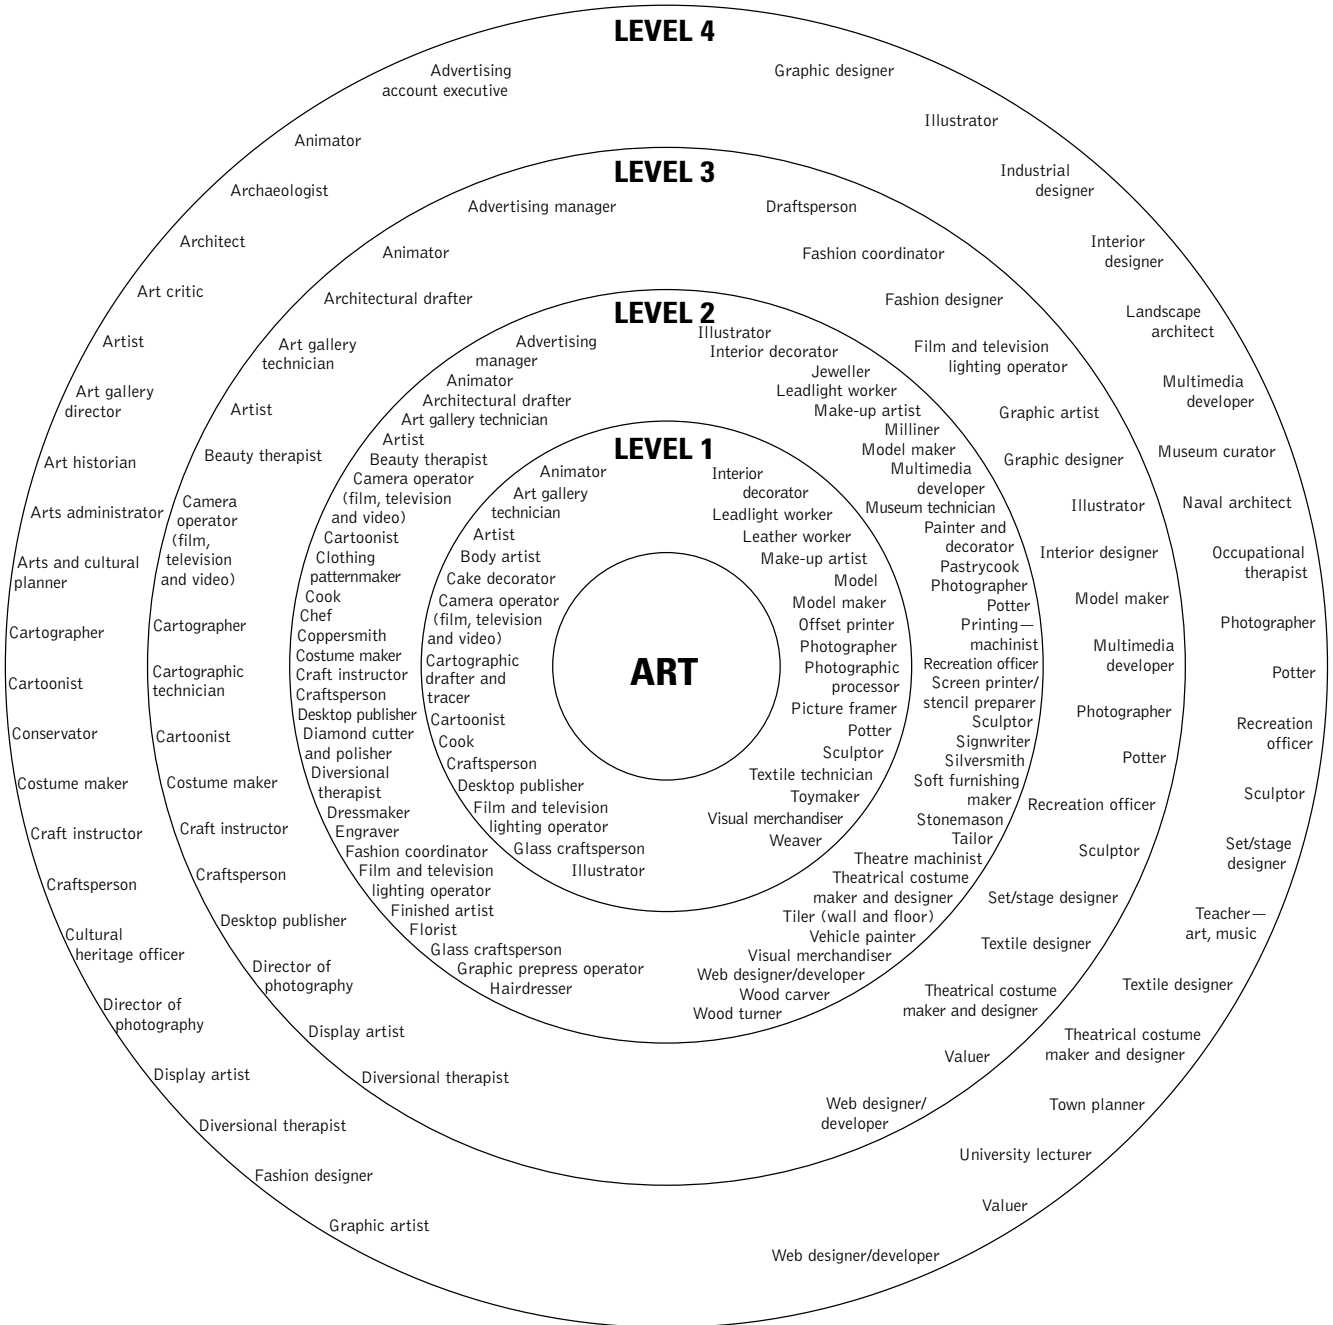 LEVEL 4
Advertising
account executive
Animator
Archaeologist
Architect
Art critic
Artist
Art gallery
director
Art historian
Arts administrator
Arts and cultural
planner
Cartographer
Cartoonist
Conservator
Costume maker
Craft instructor
Craftsperson
Cultural
heritage officer
Director of
photography
Display artist
Diversional therapist
Fashion designer
Graphic artist
Graphic designer
Illustrator
Industrial
designer
Interior
designer
Landscape
architect
Multimedia
developer
Museum curator
Naval architect
Occupational
therapist
Photographer
Potter
Recreation
officer
Sculptor
Set/stage
designer
Teacher—
art, music
Textile designer
Theatrical costume
maker and designer
Town planner
University lecturer
Valuer
Web designer/developer
LEVEL 3
Advertising manager
Animator
Architectural drafter
Art gallery
technician
Artist
Beauty therapist
Camera
operator
(film,
television
and video)
Cartographer
Cartographic
technician
Cartoonist
Costume maker
Craft instructor
Craftsperson
Desktop publisher
Director of
photography
Display artist
Diversional therapist
Draftsperson
Fashion coordinator
Fashion designer
Film and television
lighting operator
Graphic artist
Graphic designer
Illustrator
Interior designer
Model maker
Multimedia
developer
Photographer
Potter
Recreation officer
Sculptor
Set/stage designer
Textile designer
Theatrical costume
maker and designer
Valuer
Web designer/
developer
LEVEL 2
Advertising
manager
Animator
Architectural drafter
Art gallery technician
Artist
Beauty therapist
Camera operator
(film, television
and video)
Cartoonist
Clothing
patternmaker
Cook
Chef
Coppersmith
Costume maker
Craft instructor
Craftsperson
Desktop publisher
Diamond cutter
and polisher
Diversional
therapist
Dressmaker
Engraver
Fashion coordinator
Film and television
lighting operator
Finished artist
Florist
Glass craftsperson
Graphic prepress operator
Hairdresser
Illustrator
Interior decorator
Jeweller
Leadlight worker
Make-up artist
Milliner
Model maker
Multimedia
developer
Museum technician
Painter and
decorator
Pastrycook
Photographer
Potter
Printing—
machinist
Recreation officer
Screen printer/
stencil preparer
Sculptor
Signwriter
Silversmith
Soft furnishing
maker
Stonemason
Tailor
Theatre machinist
Theatrical costume
maker and designer
Tiler (wall and floor)
Vehicle painter
Visual merchandiser
Web designer/developer
Wood carver
Wood turner
LEVEL 1
Animator
Art gallery
technician
Artist
Body artist
Cake decorator
Camera operator
(film, television
and video)
Cartographic
drafter and
tracer
Cartoonist
Cook
Craftsperson
Desktop publisher
Film and television
lighting operator
Glass craftsperson
Illustrator
Interior
decorator
Leadlight worker
Leather worker
Make-up artist
Model
Model maker
Offset printer
Photographer
Photographic
processor
Picture framer
Potter
Sculptor
Textile technician
Toymaker
Visual merchandiser
Weaver
ART